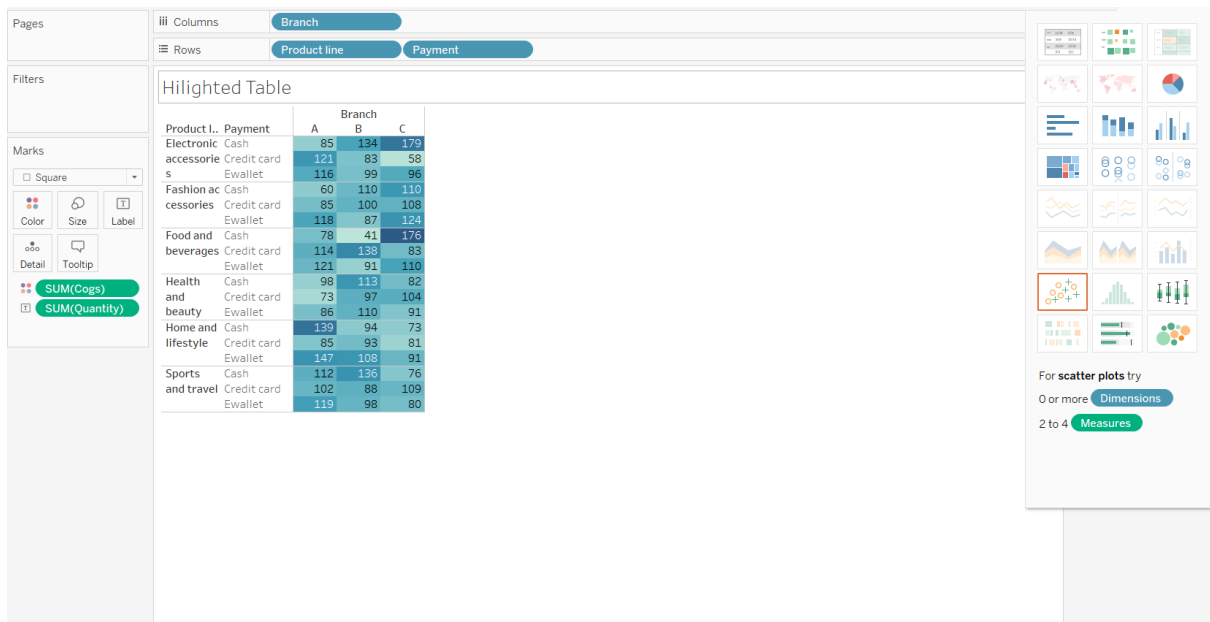 Pages
iii Columns Branch
Rows Product line Payment
Filters
Hilighted Table
Branch
Product l.. Payment A B C
Electronic Cash 85 134 179
accessorie Credit card 121 83 58
s Ewallet 116 99 96
Fashion ac Cash 60 110 110
cessories Credit card 85 100 108
Ewallet 118 87 124
Food and Cash 78 41 176
beverages Credit card 114 138 83
Ewallet 121 91 110
Health Cash 98 113 82
and Credit card 73 97 104
beauty Ewallet 86 110 91
Home and Cash 139 94 73
lifestyle Credit card 85 93 81
Ewallet 147 108 91
Sports Cash 112 136 76
and travel Credit card 102 88 109
Ewallet 119 98 80
Marks
Square
Color Size Label
Detail Tooltip
SUM(Cogs)
T SUM(Quantity)
For scatter plots try
0 or more Dimensions
2 to 4 Measures